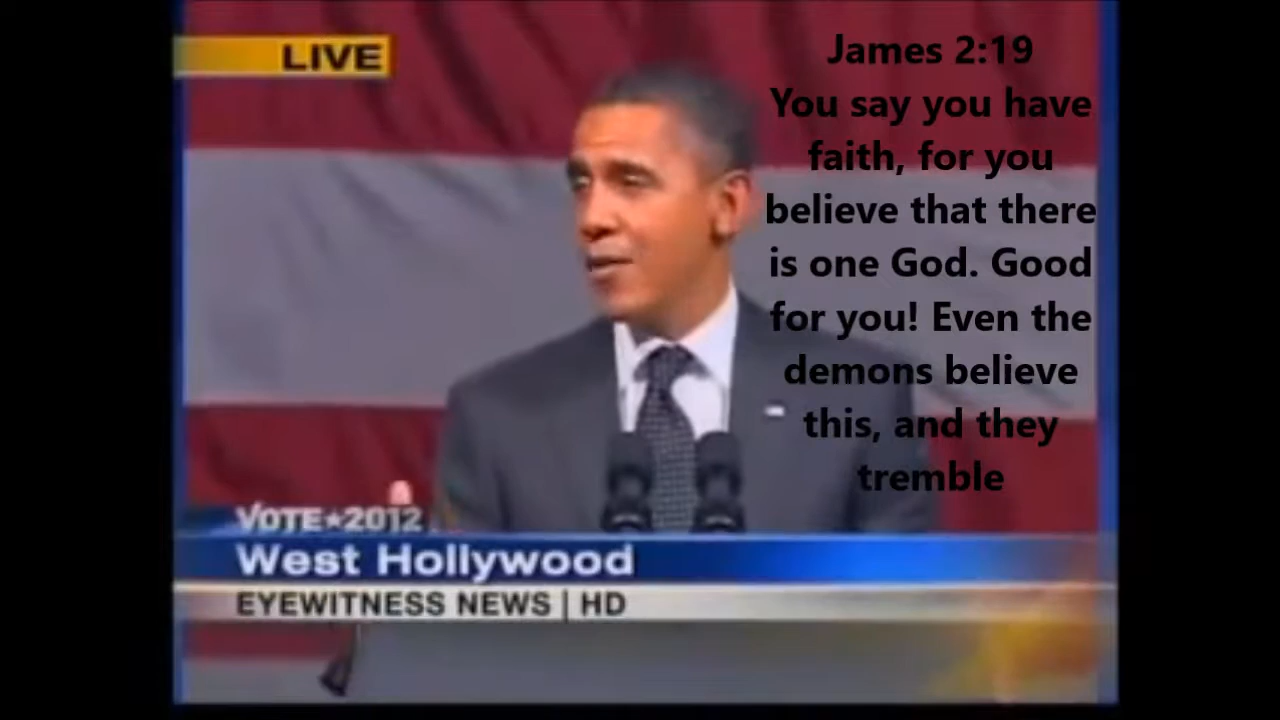 LIVE
James 2:19
You say you have
faith, for you
believe that there
is one God. Good
for you! Even the
demons believe
this, and they
tremble
VOTE★2012
West Hollywood
EYEWITNESS NEWS | HD